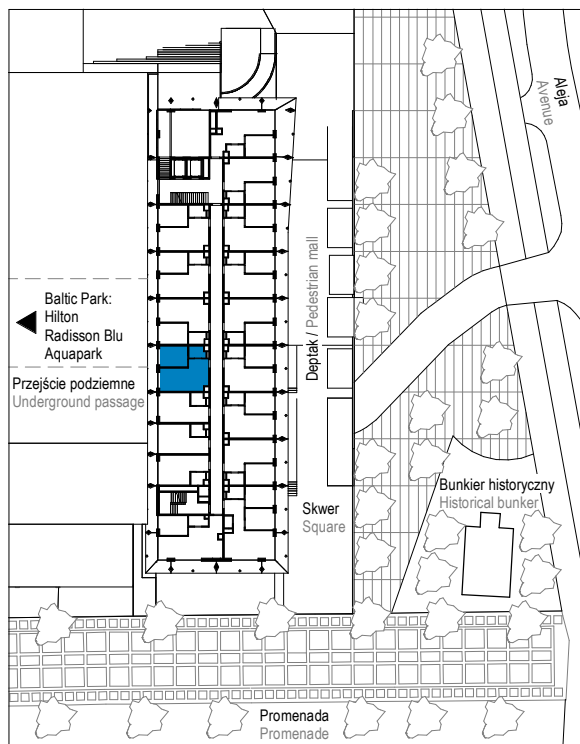 Aleja
Avenue
Baltic Park:
Hilton
Radisson Blu
Aquapark
Przejście podziemne
Underground passage
Deptak / Pedestrian mall
Skwer
Square
Bunkier historyczny
Historical bunker
Promenada
Promenade